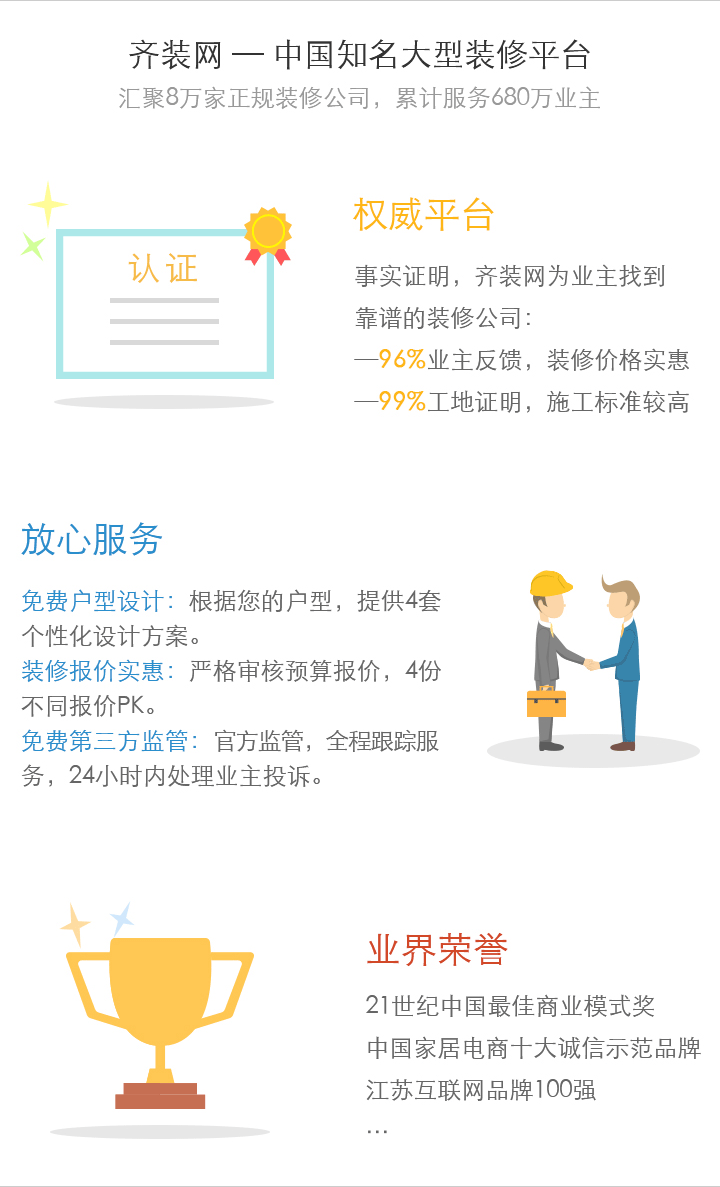 齐装网 — 中国知名大型装修平台
汇聚8万家正规装修公司，累计服务680万业主
认证
权威平台
事实证明，齐装网为业主找到
靠谱的装修公司：
—96%业主反馈，装修价格实惠
—99%工地证明，施工标准较高
放心服务
免费户型设计：根据您的户型，提供4套
个性化设计方案。
装修报价实惠：严格审核预算报价，4份
不同报价PK。
免费第三方监管：官方监管，全程跟踪服
务，24小时内处理业主投诉。
业界荣誉
21世纪中国最佳商业模式奖
中国家居电商十大诚信示范品牌
江苏互联网品牌100强
…